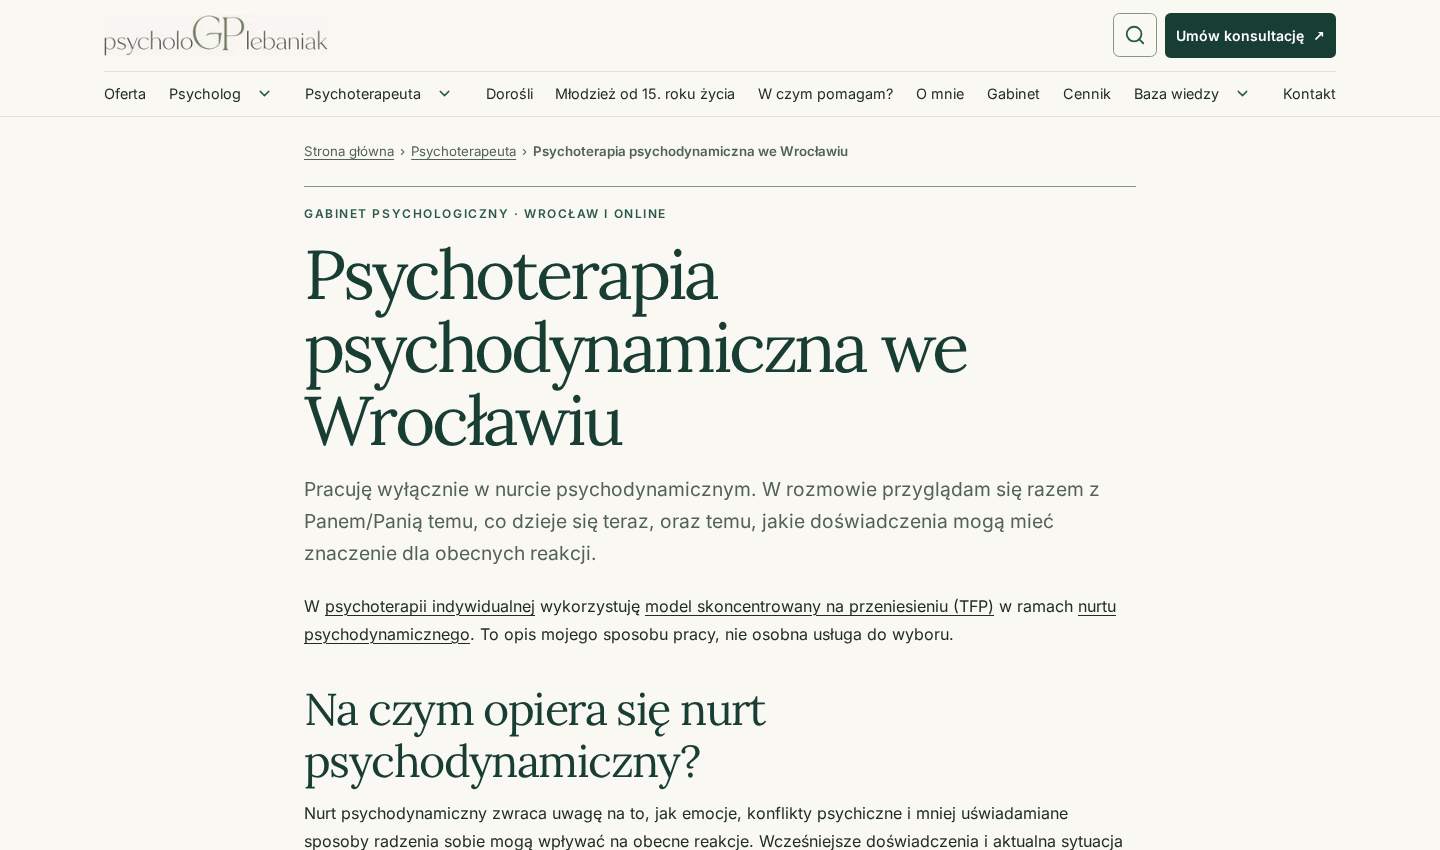 psycholoGPlebaniak
Umów konsultację ↗
Oferta Psycholog Psychoterapeuta Dorośli Młodzież od 15. roku życia W czym pomagam? O mnie Gabinet Cennik Baza wiedzy Kontakt
Strona główna › Psychoterapeuta › Psychoterapia psychodynamiczna we Wrocławiu
GABINET PSYCHOLOGICZNY · WROCŁAW I ONLINE
Psychoterapia
psychodynamiczna we
Wrocławiu
Pracuję wyłącznie w nurcie psychodynamicznym. W rozmowie przyglądam się razem z
Panem/Panią temu, co dzieje się teraz, oraz temu, jakie doświadczenia mogą mieć
znaczenie dla obecnych reakcji.
W psychoterapii indywidualnej wykorzystuję model skoncentrowany na przeniesieniu (TFP) w ramach nurtu
psychodynamicznego. To opis mojego sposobu pracy, nie osobna usługa do wyboru.
Na czym opiera się nurt
psychodynamiczny?
Nurt psychodynamiczny zwraca uwagę na to, jak emocje, konflikty psychiczne i mniej uświadamiane
sposoby radzenia sobie mogą wpływać na obecne reakcje. Wcześniejsze doświadczenia i aktualna sytuacja